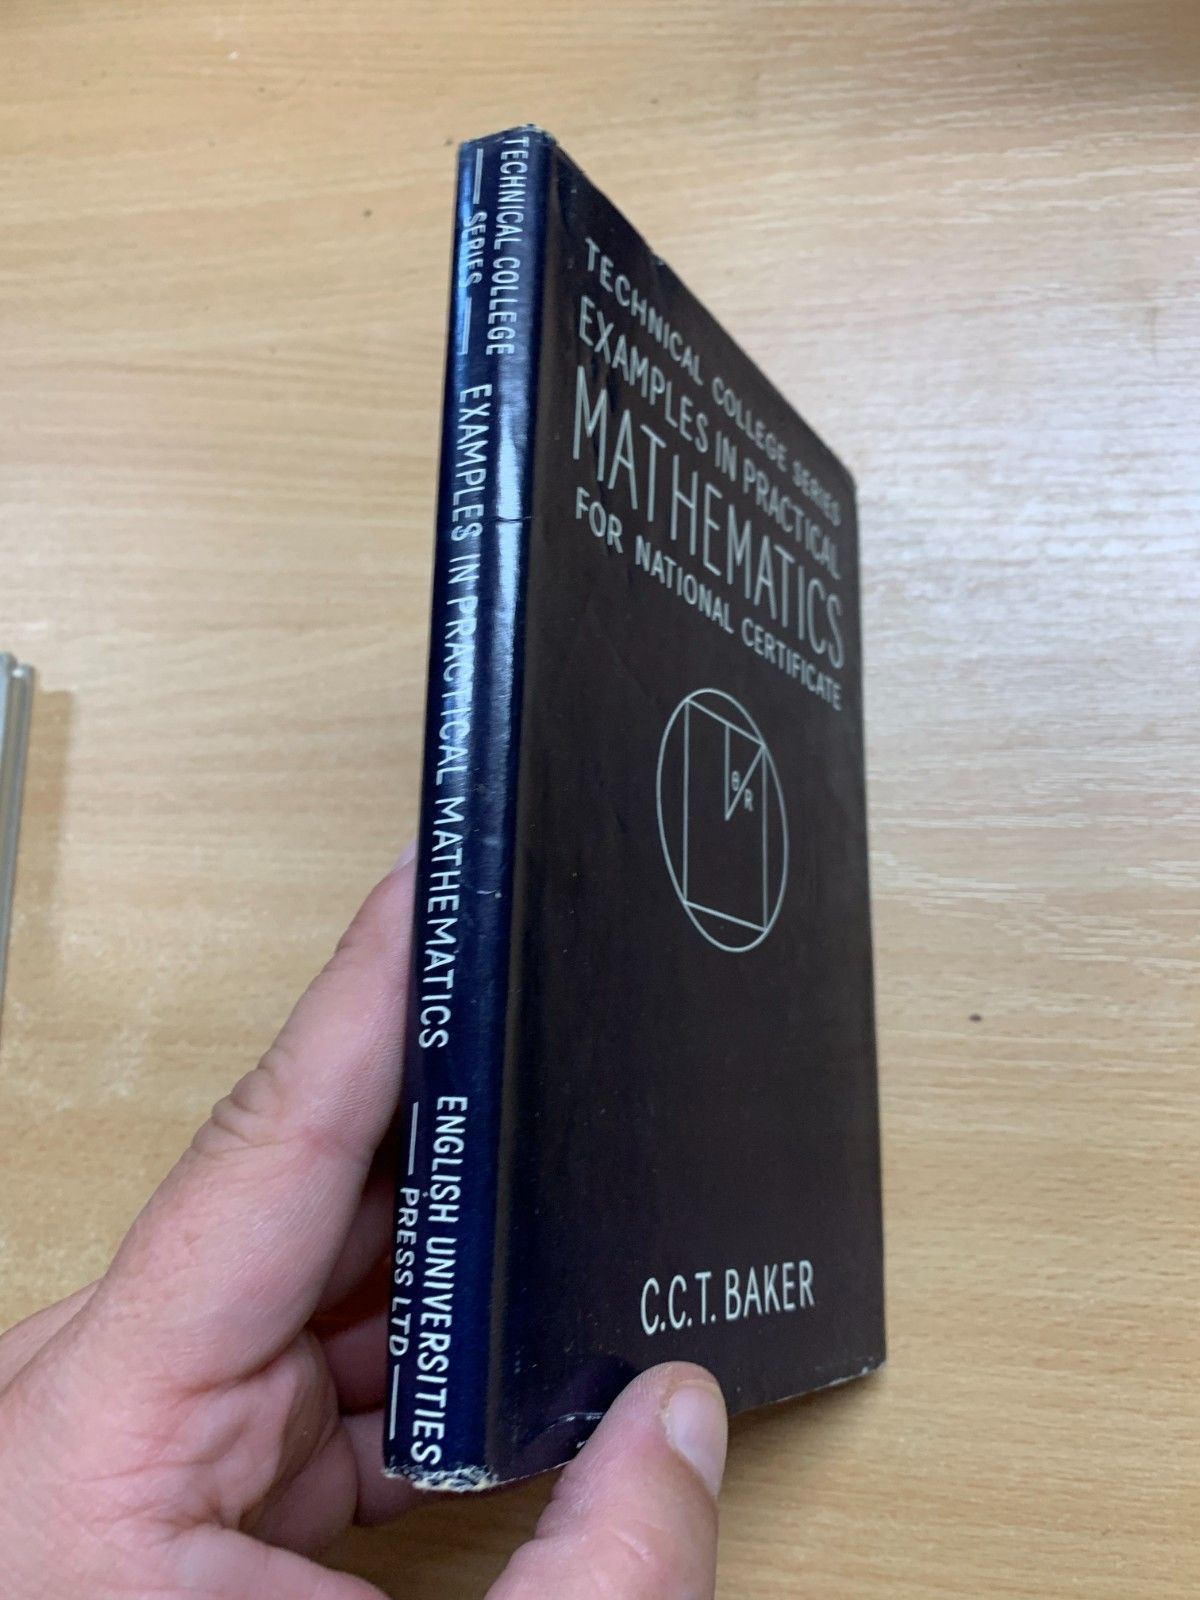 TECHNICAL COLLEGE
SERIES
EXAMPLES IN PRACTICAL MATHEMATICS
ENGLISH UNIVERSITIES
PRESS LTD
TECHNICAL COLLEGE SERIES
EXAMPLES IN PRACTICAL
MATHEMATICS
FOR NATIONAL CERTIFICATE
θ
R
C.C.T. BAKER